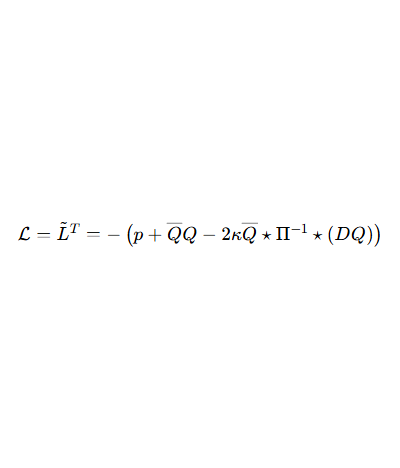 ℒ = L̃ᵀ = − (p + Q̅Q − 2κQ̅ ⋆ Π⁻¹ ⋆ (DQ))